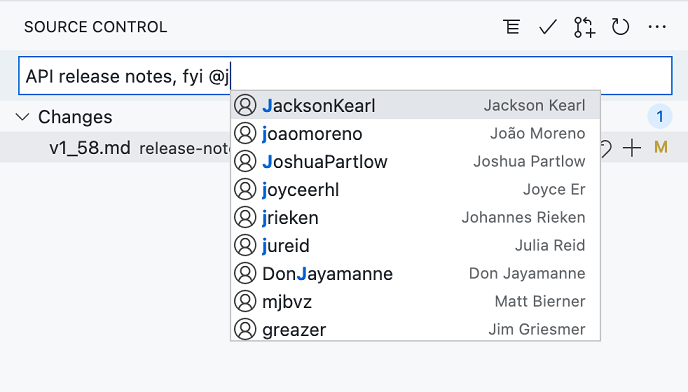 SOURCE CONTROL
API release notes, fyi @j
Changes 1
v1_58.md release-not M
JacksonKearl Jackson Kearl
joaomoreno João Moreno
JoshuaPartlow Joshua Partlow
joyceerhl Joyce Er
jrieken Johannes Rieken
jureid Julia Reid
DonJayamanne Don Jayamanne
mjbvz Matt Bierner
greazer Jim Griesmer